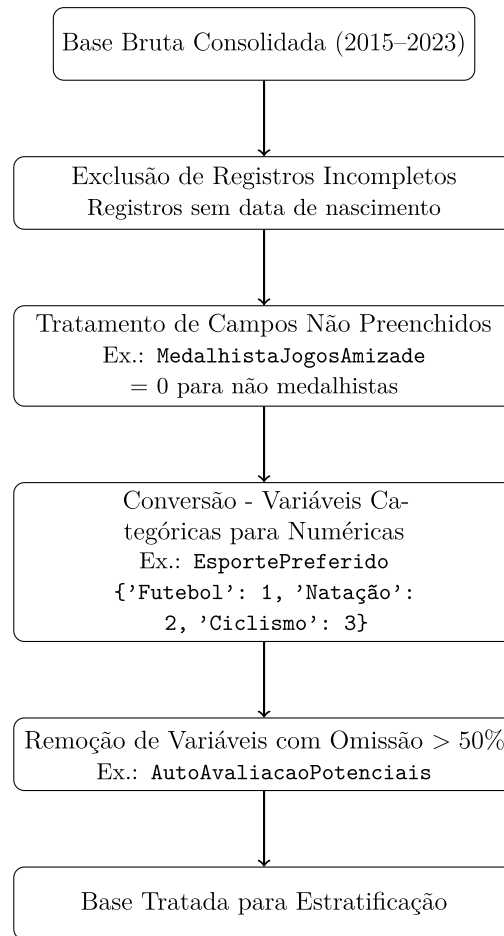 Base Bruta Consolidada (2015–2023)
Exclusão de Registros Incompletos
Registros sem data de nascimento
Tratamento de Campos Não Preenchidos
Ex.: MedalhistaJogosAmizade
= 0 para não medalhistas
Conversão - Variáveis Ca-
tegóricas para Numéricas
Ex.: EsportePreferido
{'Futebol': 1, 'Natação':
2, 'Ciclismo': 3}
Remoção de Variáveis com Omissão > 50%
Ex.: AutoAvaliacaoPotenciais
Base Tratada para Estratificação